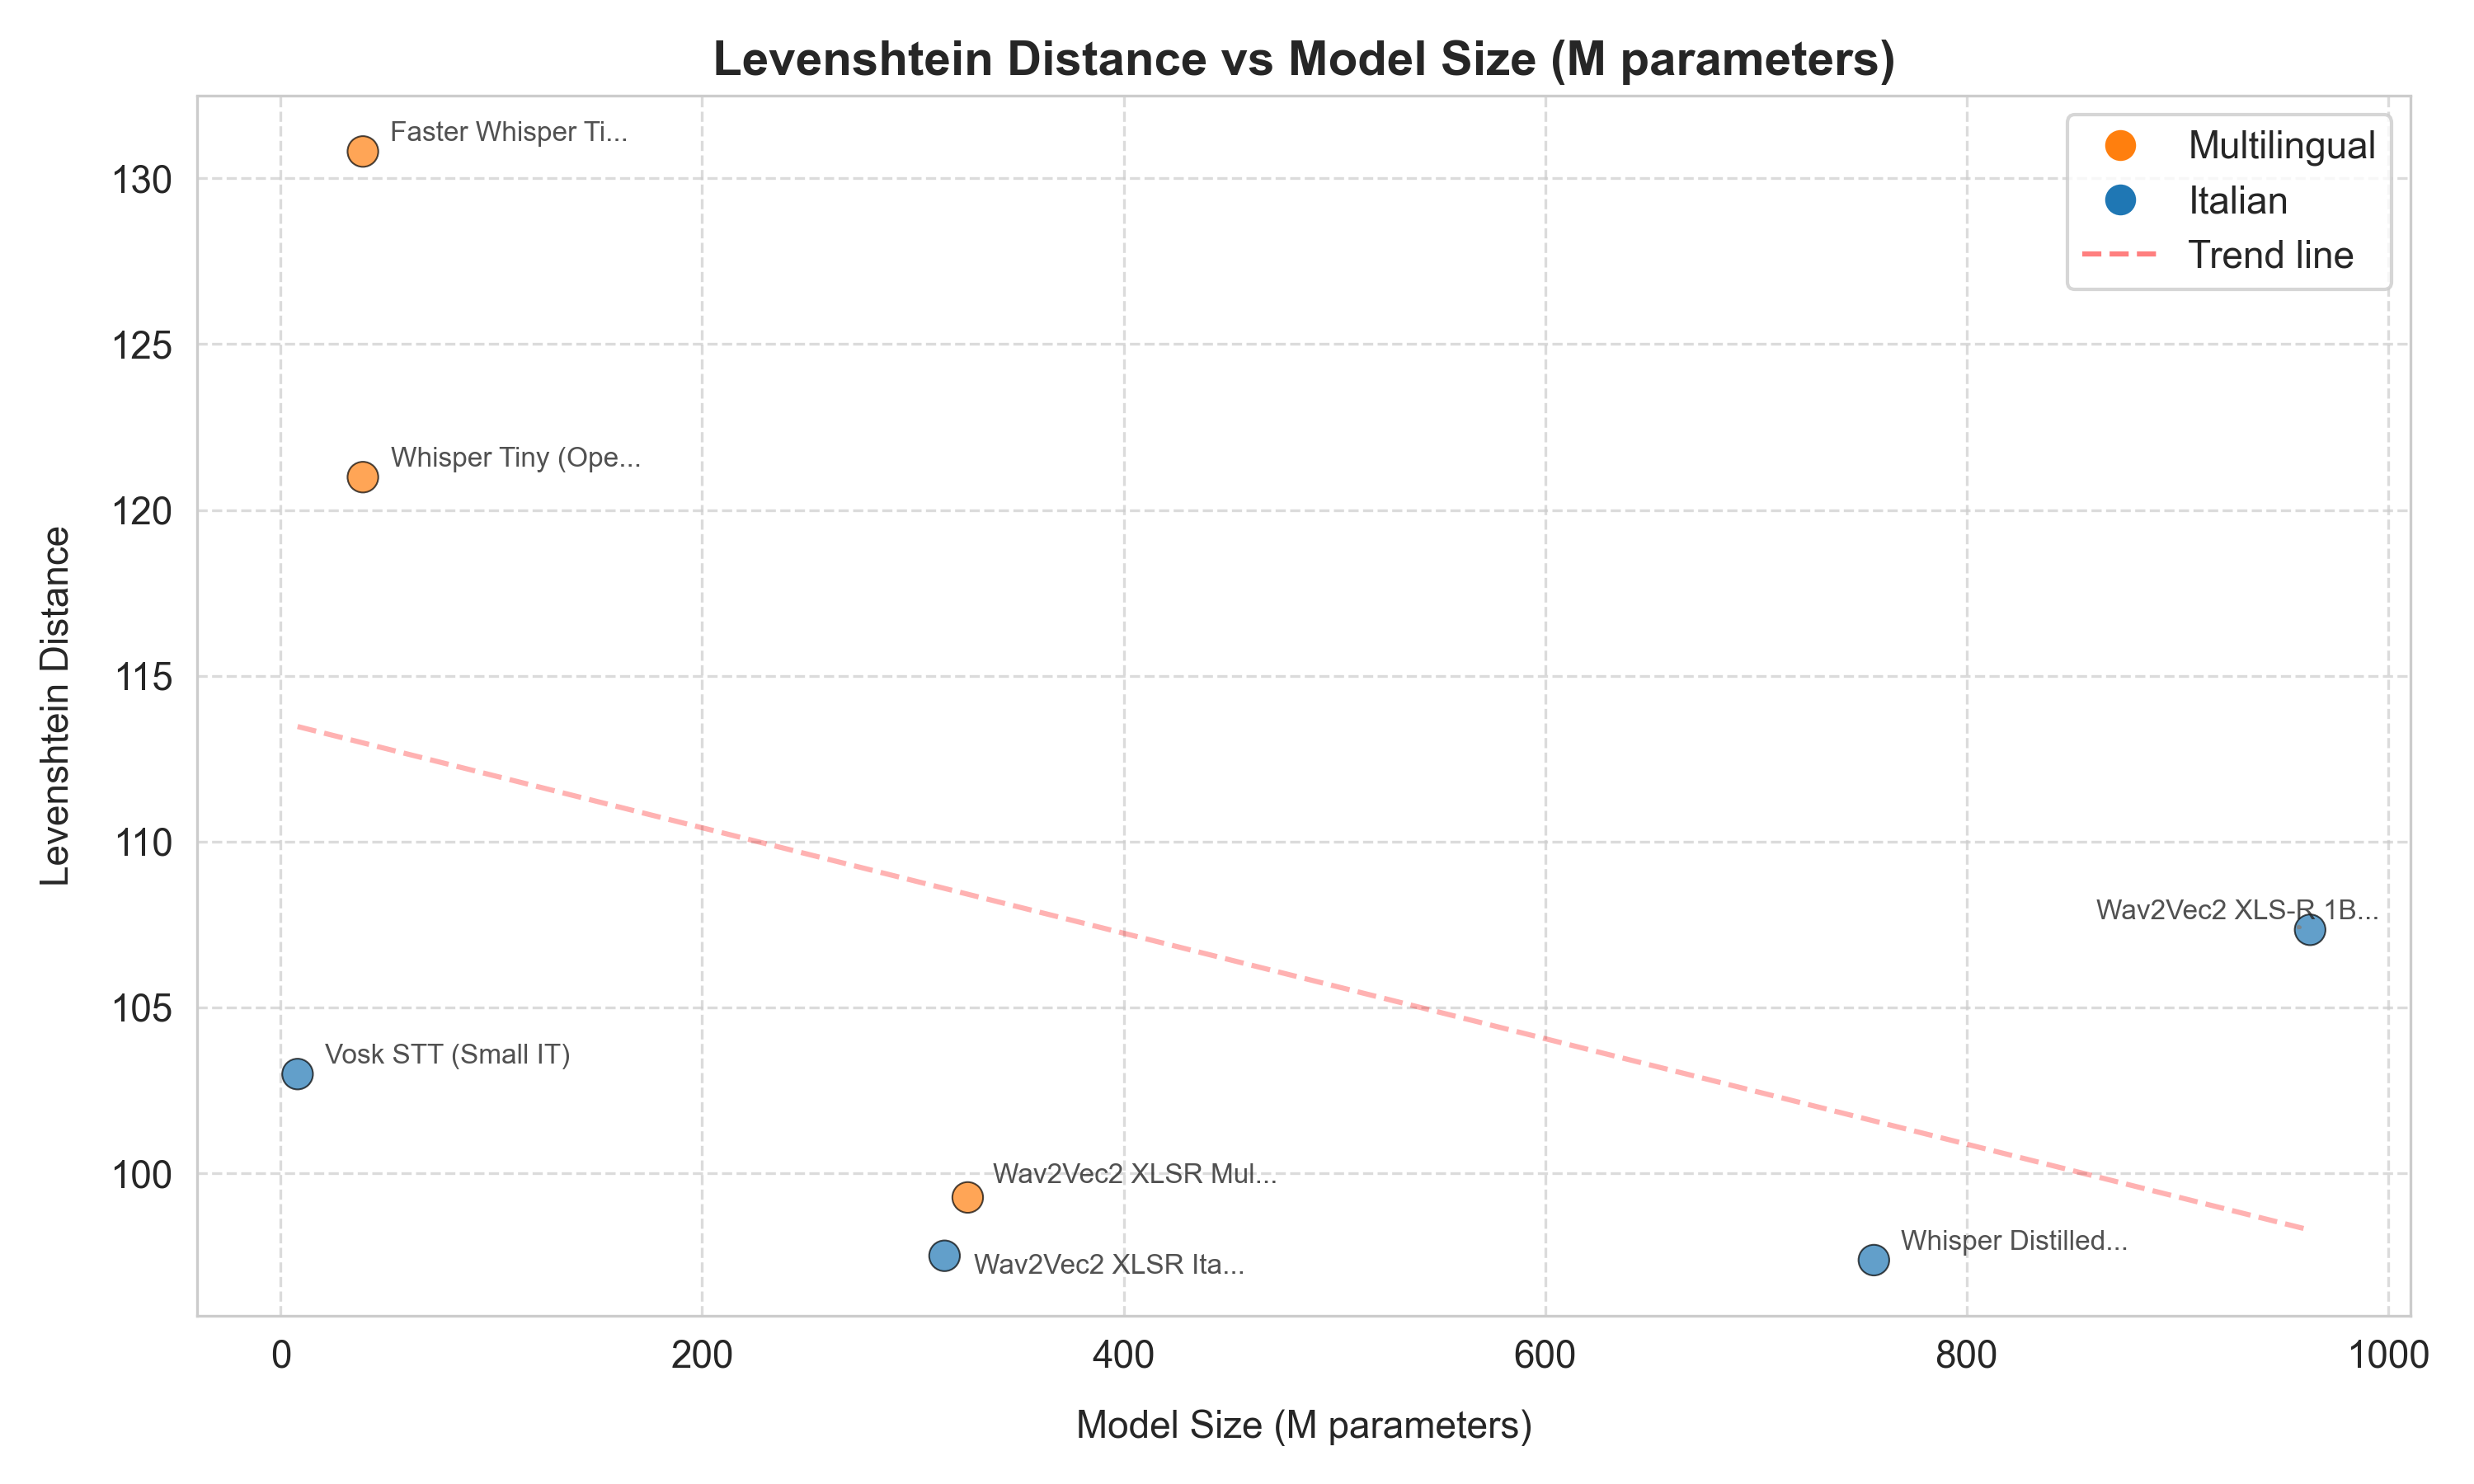 Levenshtein Distance vs Model Size (M parameters)
Faster Whisper Ti...
Multilingual
Italian
Trend line
130
125
Whisper Tiny (Ope...
120
115
110
Levenshtein Distance
Wav2Vec2 XLS-R 1B...
105
Vosk STT (Small IT)
100
Wav2Vec2 XLSR Mul...
Whisper Distilled...
Wav2Vec2 XLSR Ita...
0 200 400 600 800 1000
Model Size (M parameters)